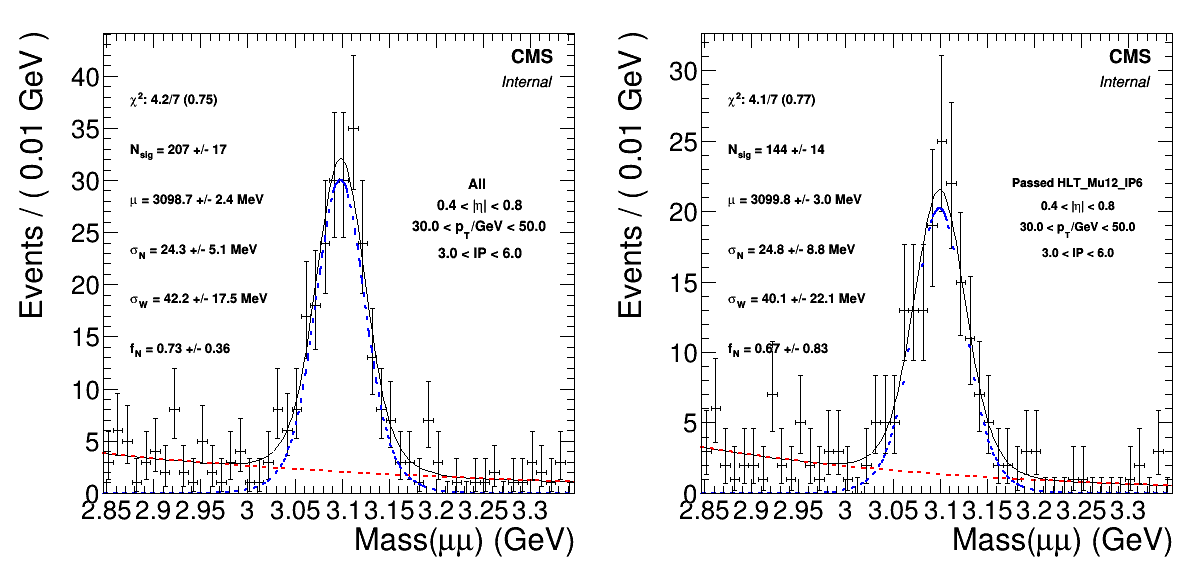 CMS
Internal
χ²: 4.2/7 (0.75)
N_sig = 207 +/- 17
μ = 3098.7 +/- 2.4 MeV
σ_N = 24.3 +/- 5.1 MeV
σ_W = 42.2 +/- 17.5 MeV
f_N = 0.73 +/- 0.36
All
0.4 < |η| < 0.8
30.0 < p_T/GeV < 50.0
3.0 < IP < 6.0
Events / ( 0.01 GeV )
40
35
30
25
20
15
10
5
0
2.85 2.9 2.95 3 3.05 3.1 3.15 3.2 3.25 3.3
Mass(μμ) (GeV)
CMS
Internal
χ²: 4.1/7 (0.77)
N_sig = 144 +/- 14
μ = 3099.8 +/- 3.0 MeV
σ_N = 24.8 +/- 8.8 MeV
σ_W = 40.1 +/- 22.1 MeV
f_N = 0.67 +/- 0.83
Passed HLT_Mu12_IP6
0.4 < |η| < 0.8
30.0 < p_T/GeV < 50.0
3.0 < IP < 6.0
Events / ( 0.01 GeV )
30
25
20
15
10
5
0
2.85 2.9 2.95 3 3.05 3.1 3.15 3.2 3.25 3.3
Mass(μμ) (GeV)